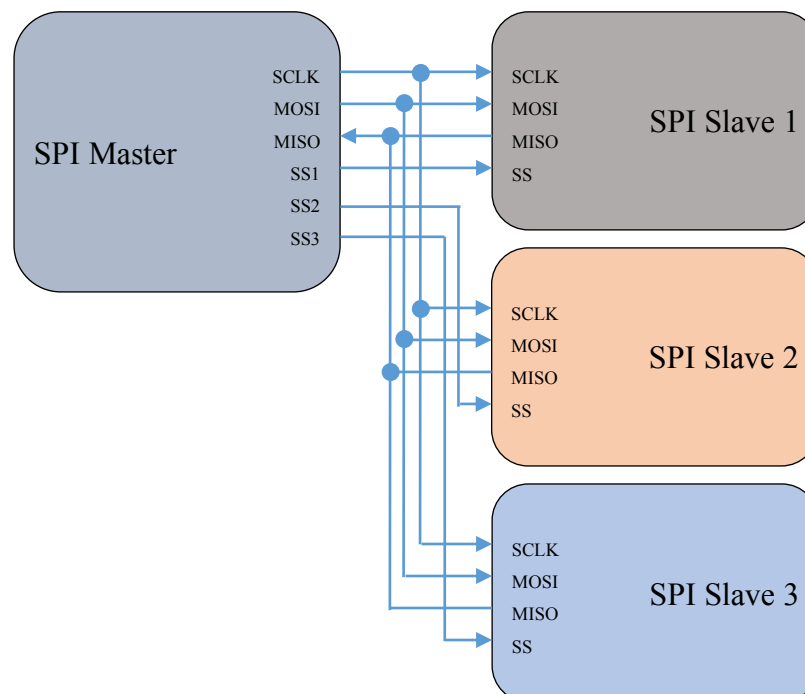 SPI Master
SCLK
MOSI
MISO
SS1
SS2
SS3
SCLK
MOSI
MISO
SS
SPI Slave 1
SCLK
MOSI
MISO
SS
SPI Slave 2
SCLK
MOSI
MISO
SS
SPI Slave 3